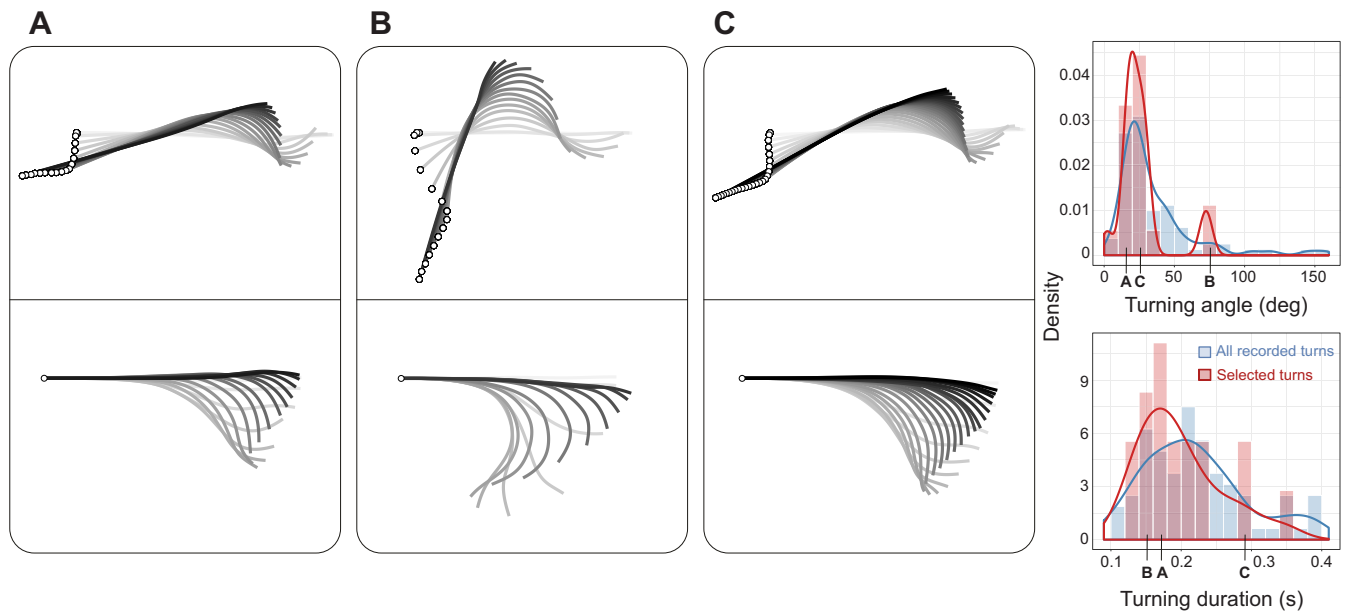 A
B
C
Density
0.04
0.03
0.02
0.01
0
0
50
100
150
A C
B
Turning angle (deg)
All recorded turns
Selected turns
9
6
3
0
0.1
0.2
0.3
0.4
B A
C
Turning duration (s)